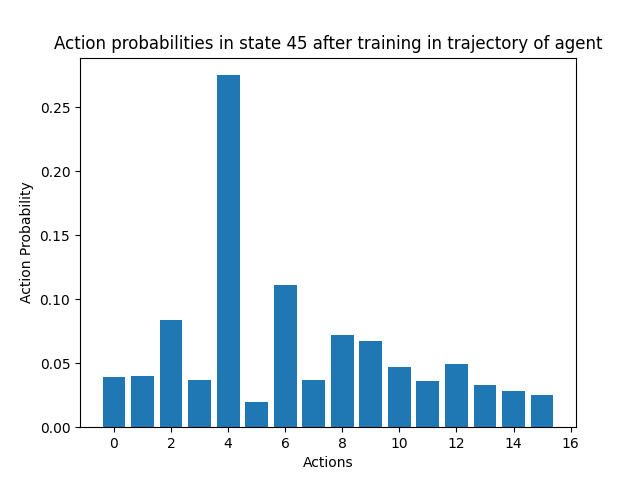 Action probabilities in state 45 after training in trajectory of agent
0.25
0.20
0.15
0.10
0.05
0.00
Action Probability
0 2 4 6 8 10 12 14 16
Actions